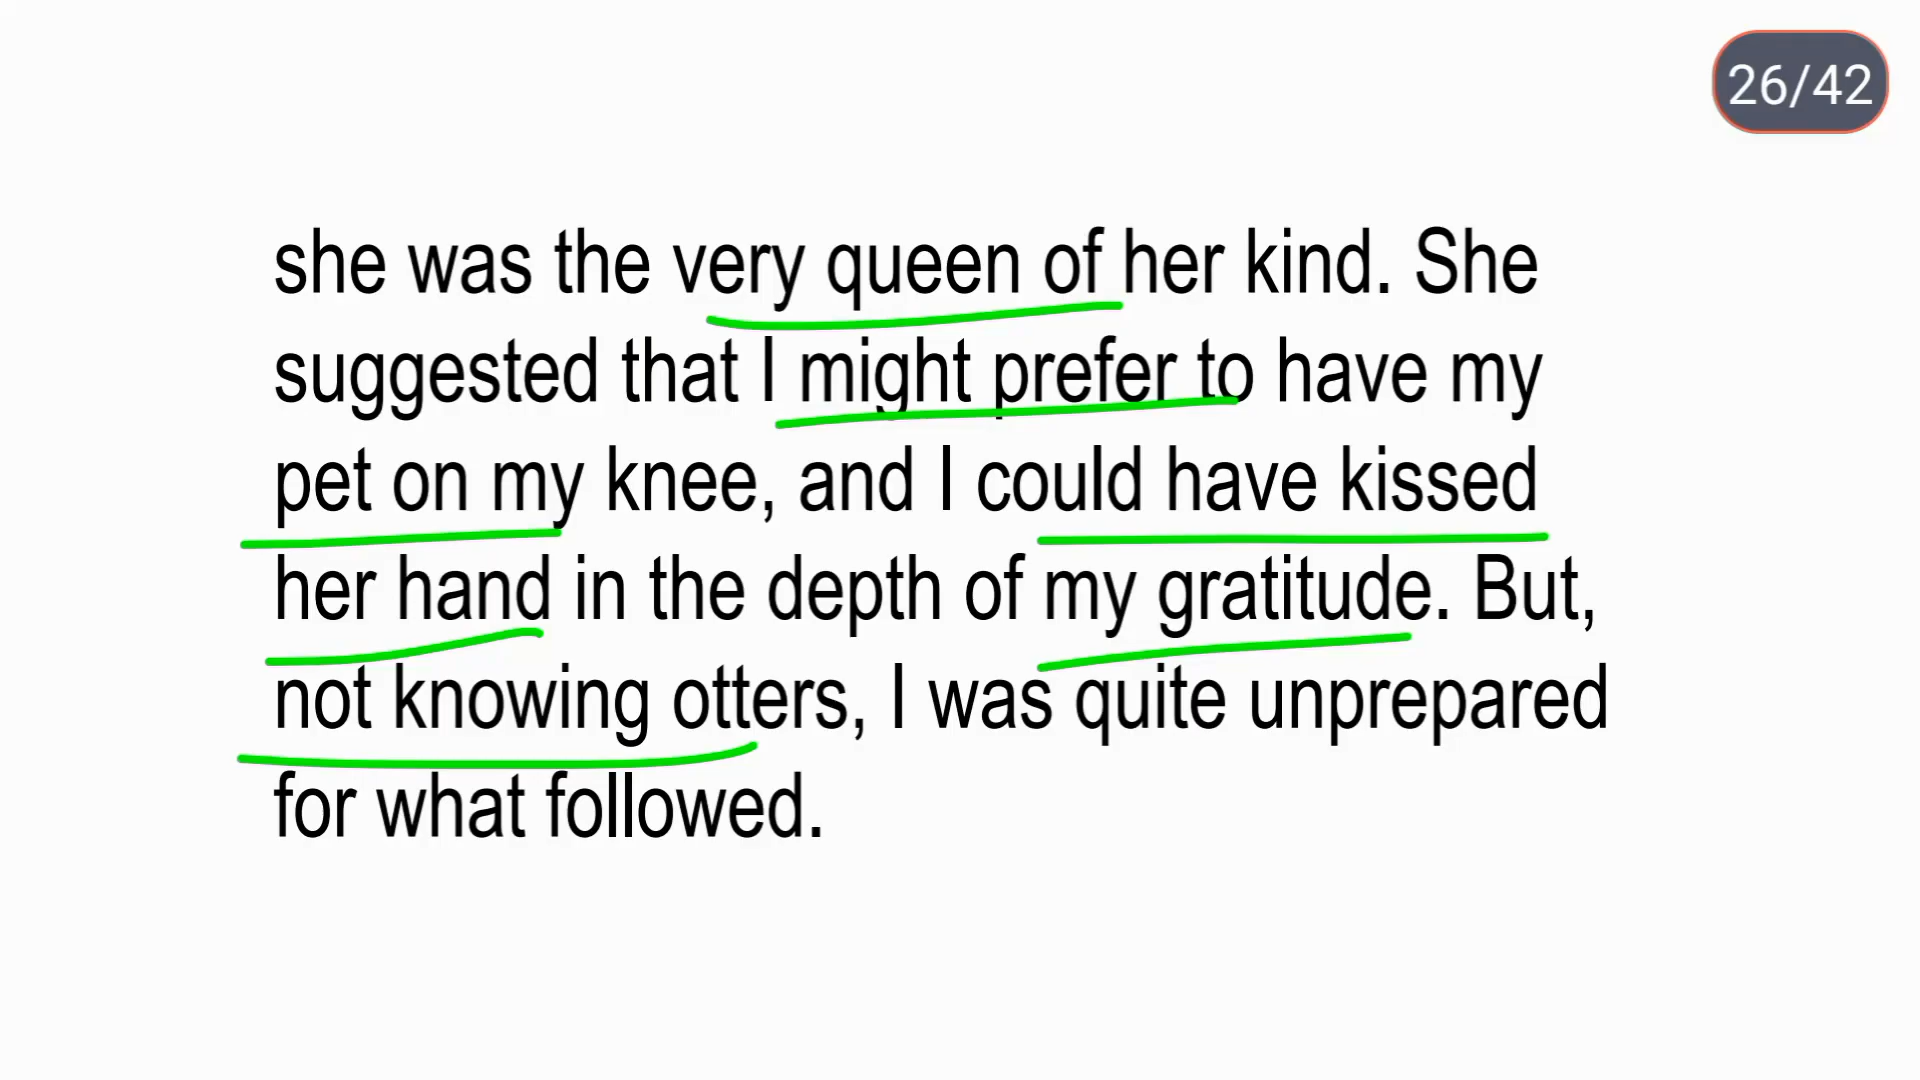 26/42
she was the very queen of her kind. She
suggested that I might prefer to have my
pet on my knee, and I could have kissed
her hand in the depth of my gratitude. But,
not knowing otters, I was quite unprepared
for what followed.